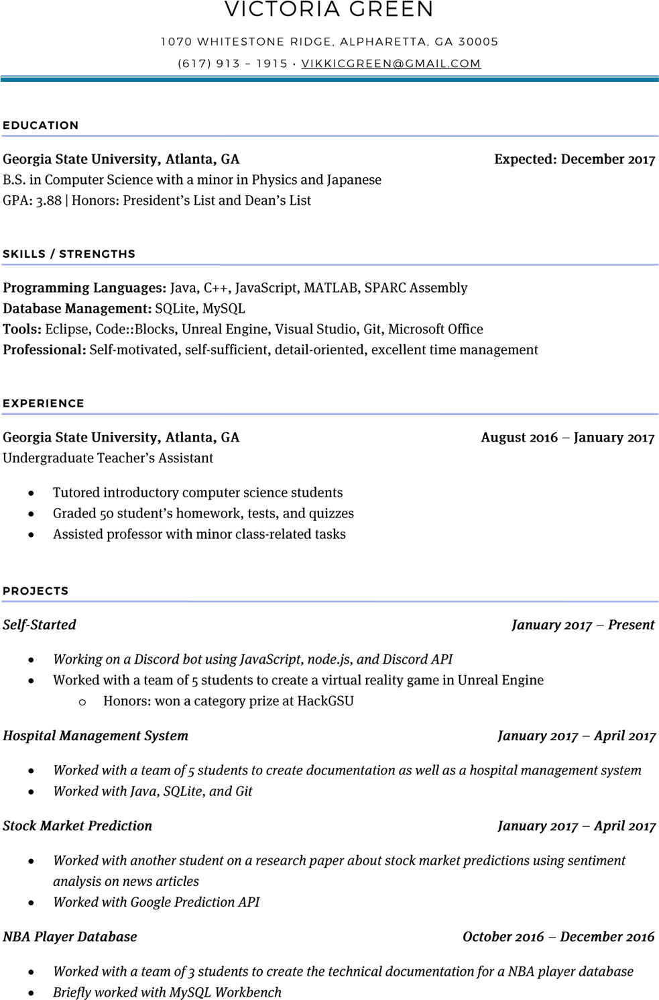 VICTORIA GREEN
1070 WHITESTONE RIDGE, ALPHARETTA, GA 30005
(617) 913 – 1915 • VIKKICGREEN@GMAIL.COM
EDUCATION
Georgia State University, Atlanta, GA Expected: December 2017
B.S. in Computer Science with a minor in Physics and Japanese
GPA: 3.88 | Honors: President’s List and Dean’s List
SKILLS / STRENGTHS
Programming Languages: Java, C++, JavaScript, MATLAB, SPARC Assembly
Database Management: SQLite, MySQL
Tools: Eclipse, Code::Blocks, Unreal Engine, Visual Studio, Git, Microsoft Office
Professional: Self-motivated, self-sufficient, detail-oriented, excellent time management
EXPERIENCE
Georgia State University, Atlanta, GA August 2016 – January 2017
Undergraduate Teacher’s Assistant
• Tutored introductory computer science students
• Graded 50 student’s homework, tests, and quizzes
• Assisted professor with minor class-related tasks
PROJECTS
Self-Started January 2017 – Present
• Working on a Discord bot using JavaScript, node.js, and Discord API
• Worked with a team of 5 students to create a virtual reality game in Unreal Engine
o Honors: won a category prize at HackGSU
Hospital Management System January 2017 – April 2017
• Worked with a team of 5 students to create documentation as well as a hospital management system
• Worked with Java, SQLite, and Git
Stock Market Prediction January 2017 – April 2017
• Worked with another student on a research paper about stock market predictions using sentiment
analysis on news articles
• Worked with Google Prediction API
NBA Player Database October 2016 – December 2016
• Worked with a team of 3 students to create the technical documentation for a NBA player database
• Briefly worked with MySQL Workbench